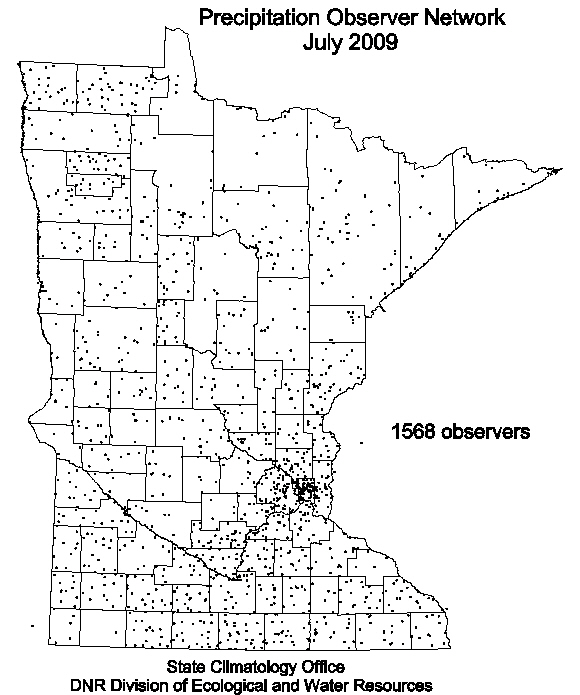 Precipitation Observer Network
July 2009
1568 observers
State Climatology Office
DNR Division of Ecological and Water Resources